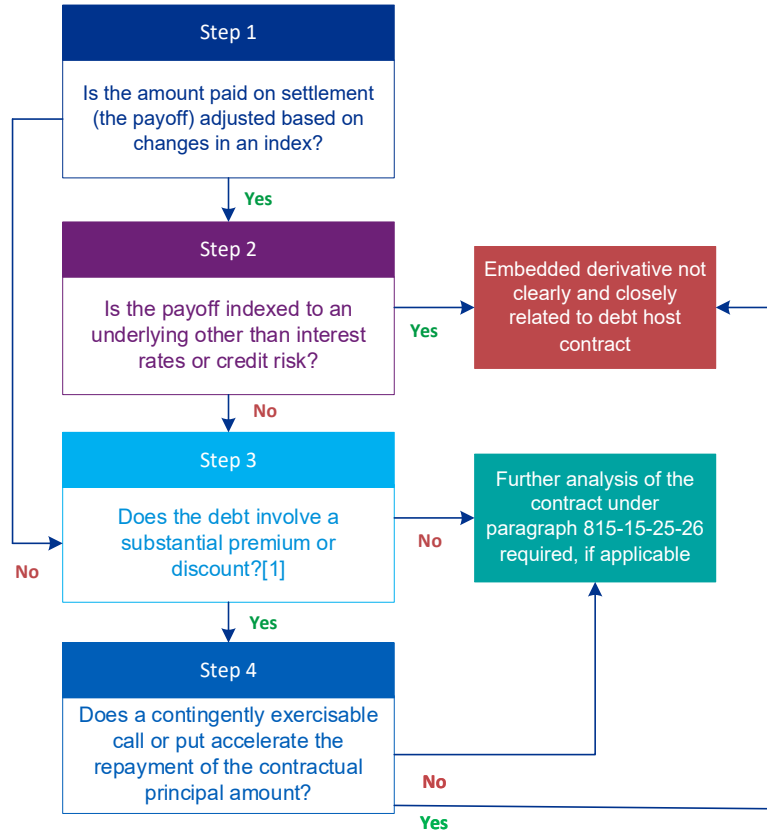 Step 1
Is the amount paid on settlement
(the payoff) adjusted based on
changes in an index?
Yes
Step 2
Is the payoff indexed to an
underlying other than interest
rates or credit risk?
Yes
Embedded derivative not
clearly and closely
related to debt host
contract
No
Step 3
Does the debt involve a
substantial premium or
discount?[1]
No
No
Further analysis of the
contract under
paragraph 815-15-25-26
required, if applicable
Yes
Step 4
Does a contingently exercisable
call or put accelerate the
repayment of the contractual
principal amount?
No
Yes